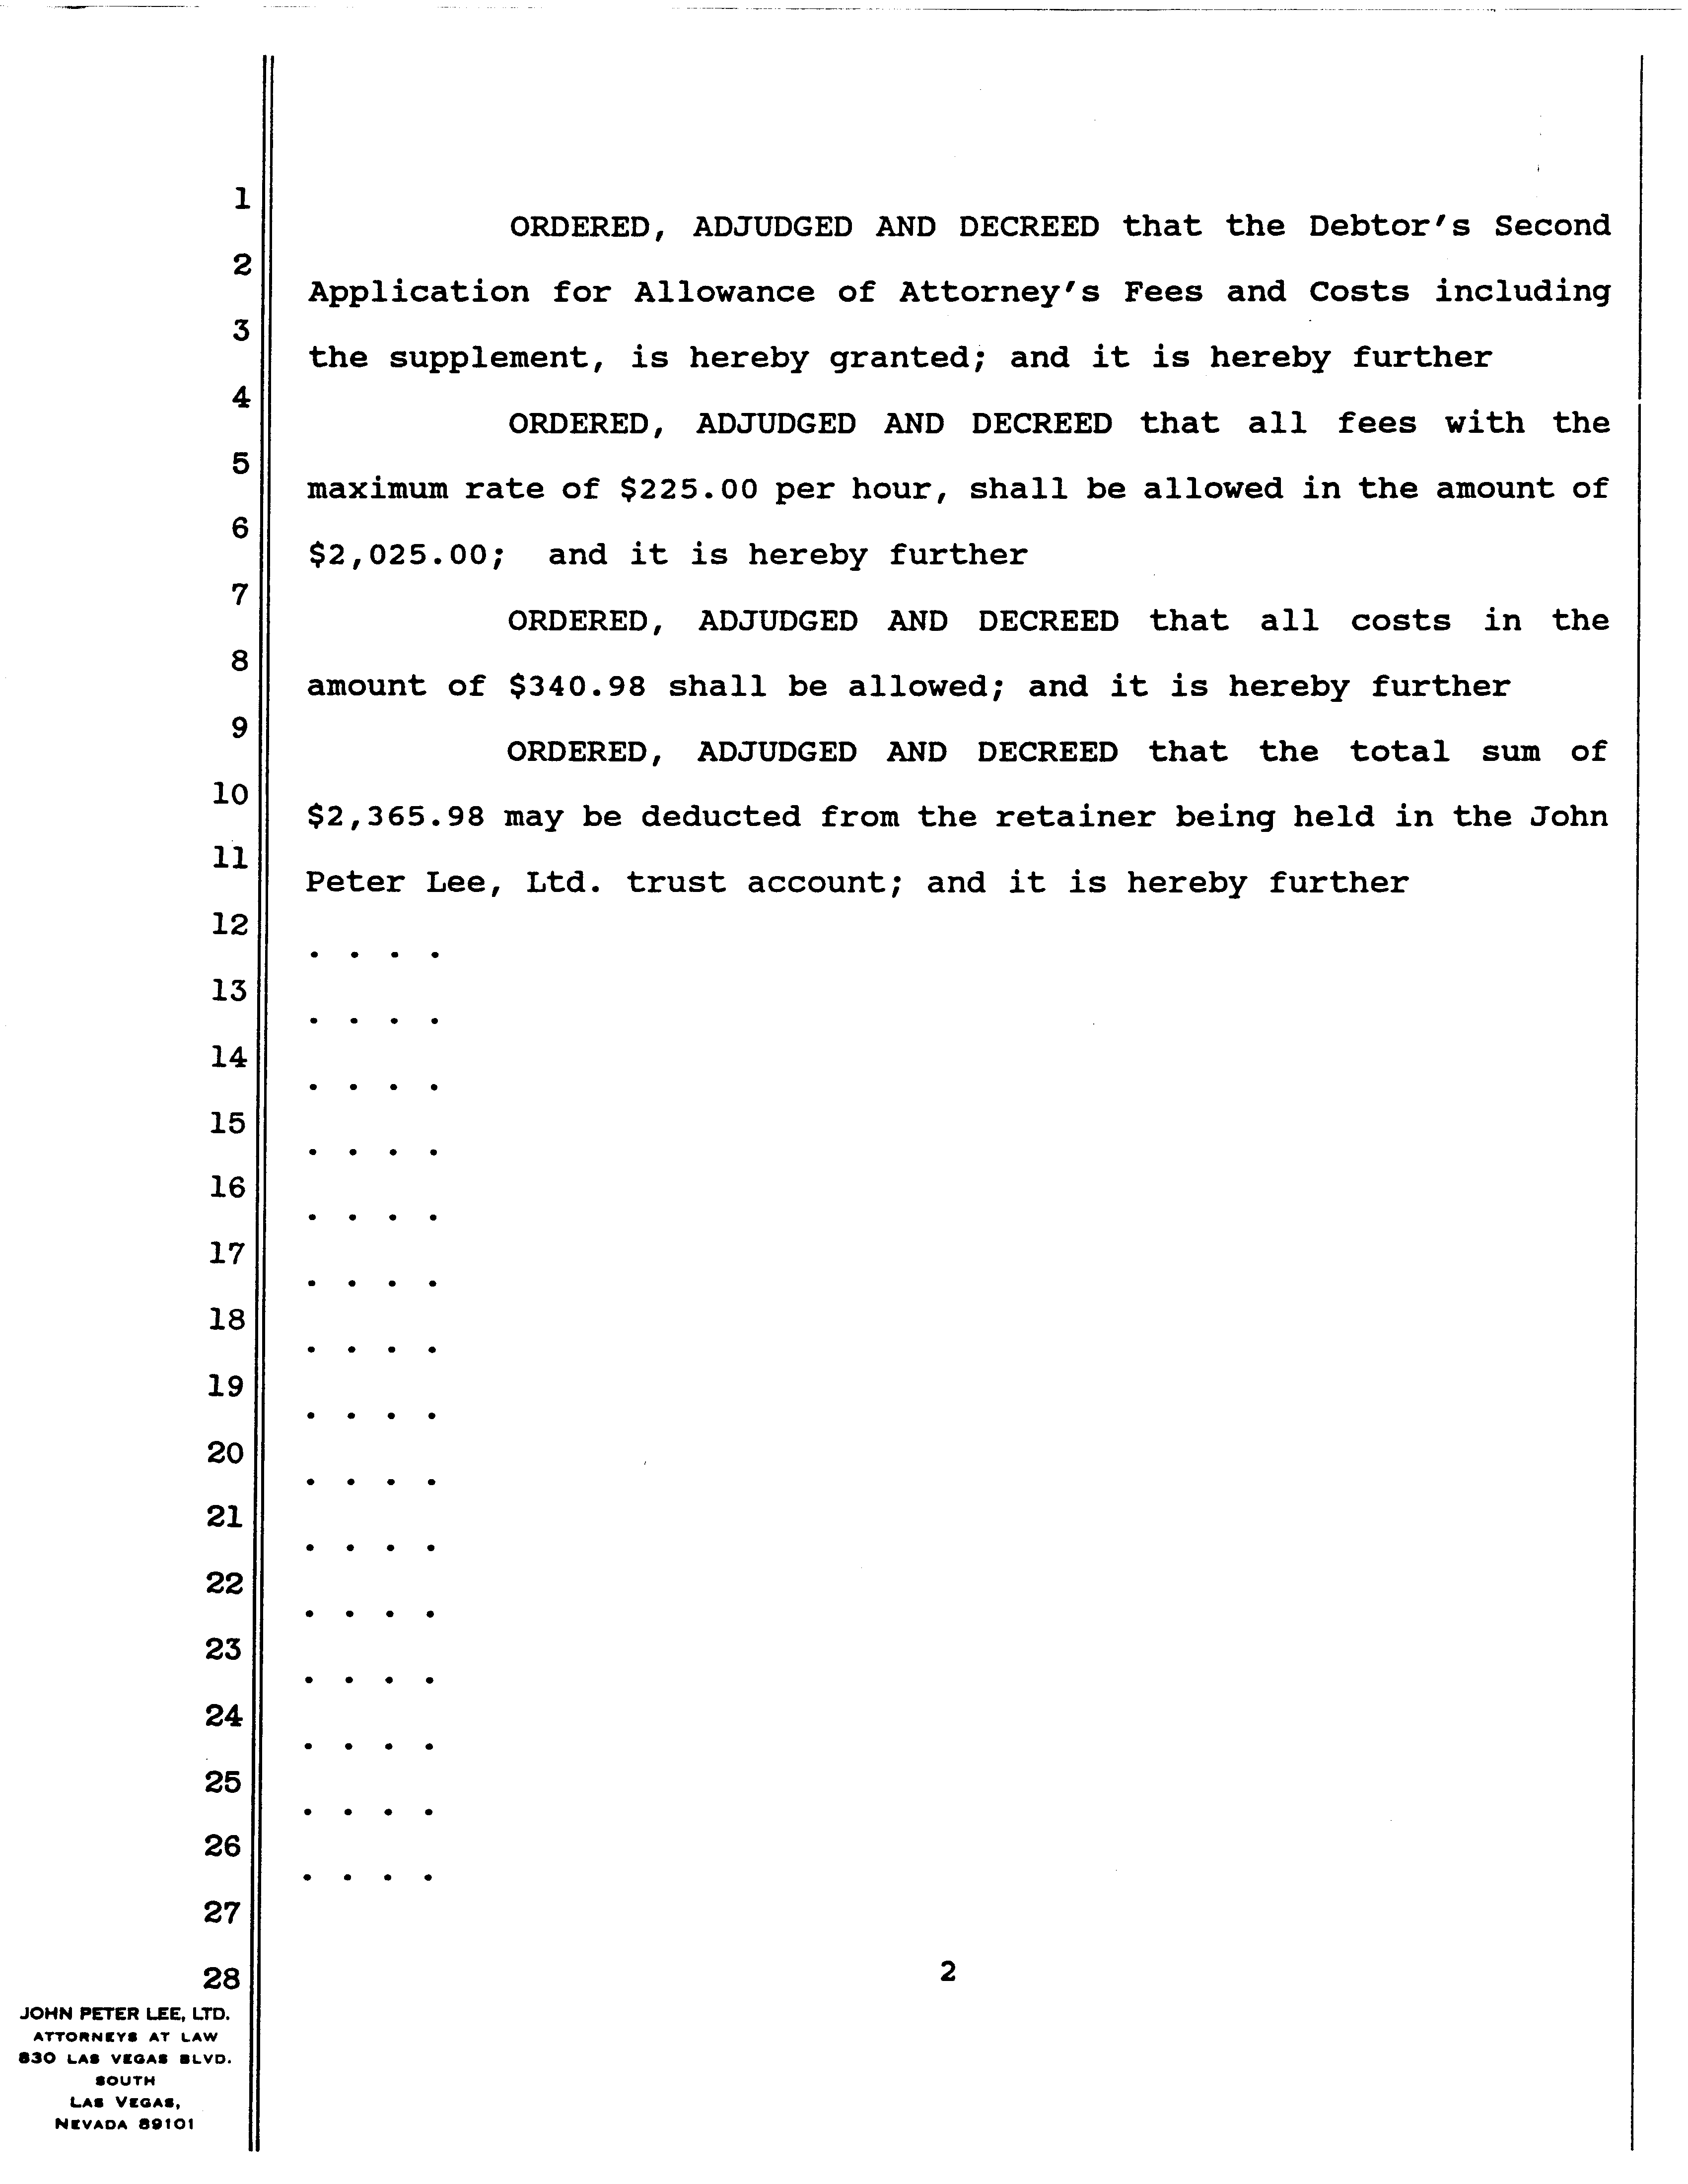 1
ORDERED, ADJUDGED AND DECREED that the Debtor's Second
2
Application for Allowance of Attorney's Fees and Costs including
3
the supplement, is hereby granted; and it is hereby further
4
ORDERED, ADJUDGED AND DECREED that all fees with the
5
maximum rate of $225.00 per hour, shall be allowed in the amount of
6
$2,025.00; and it is hereby further
7
ORDERED, ADJUDGED AND DECREED that all costs in the
8
amount of $340.98 shall be allowed; and it is hereby further
9
ORDERED, ADJUDGED AND DECREED that the total sum of
10
$2,365.98 may be deducted from the retainer being held in the John
11
Peter Lee, Ltd. trust account; and it is hereby further
12
. . . .
13
. . . .
14
. . . .
15
. . . .
16
. . . .
17
. . . .
18
. . . .
19
. . . .
20
. . . .
21
. . . .
22
. . . .
23
. . . .
24
. . . .
25
. . . .
26
. . . .
27
28
2
JOHN PETER LEE, LTD.
ATTORNEYS AT LAW
830 LAS VEGAS BLVD.
SOUTH
LAS VEGAS,
NEVADA 89101